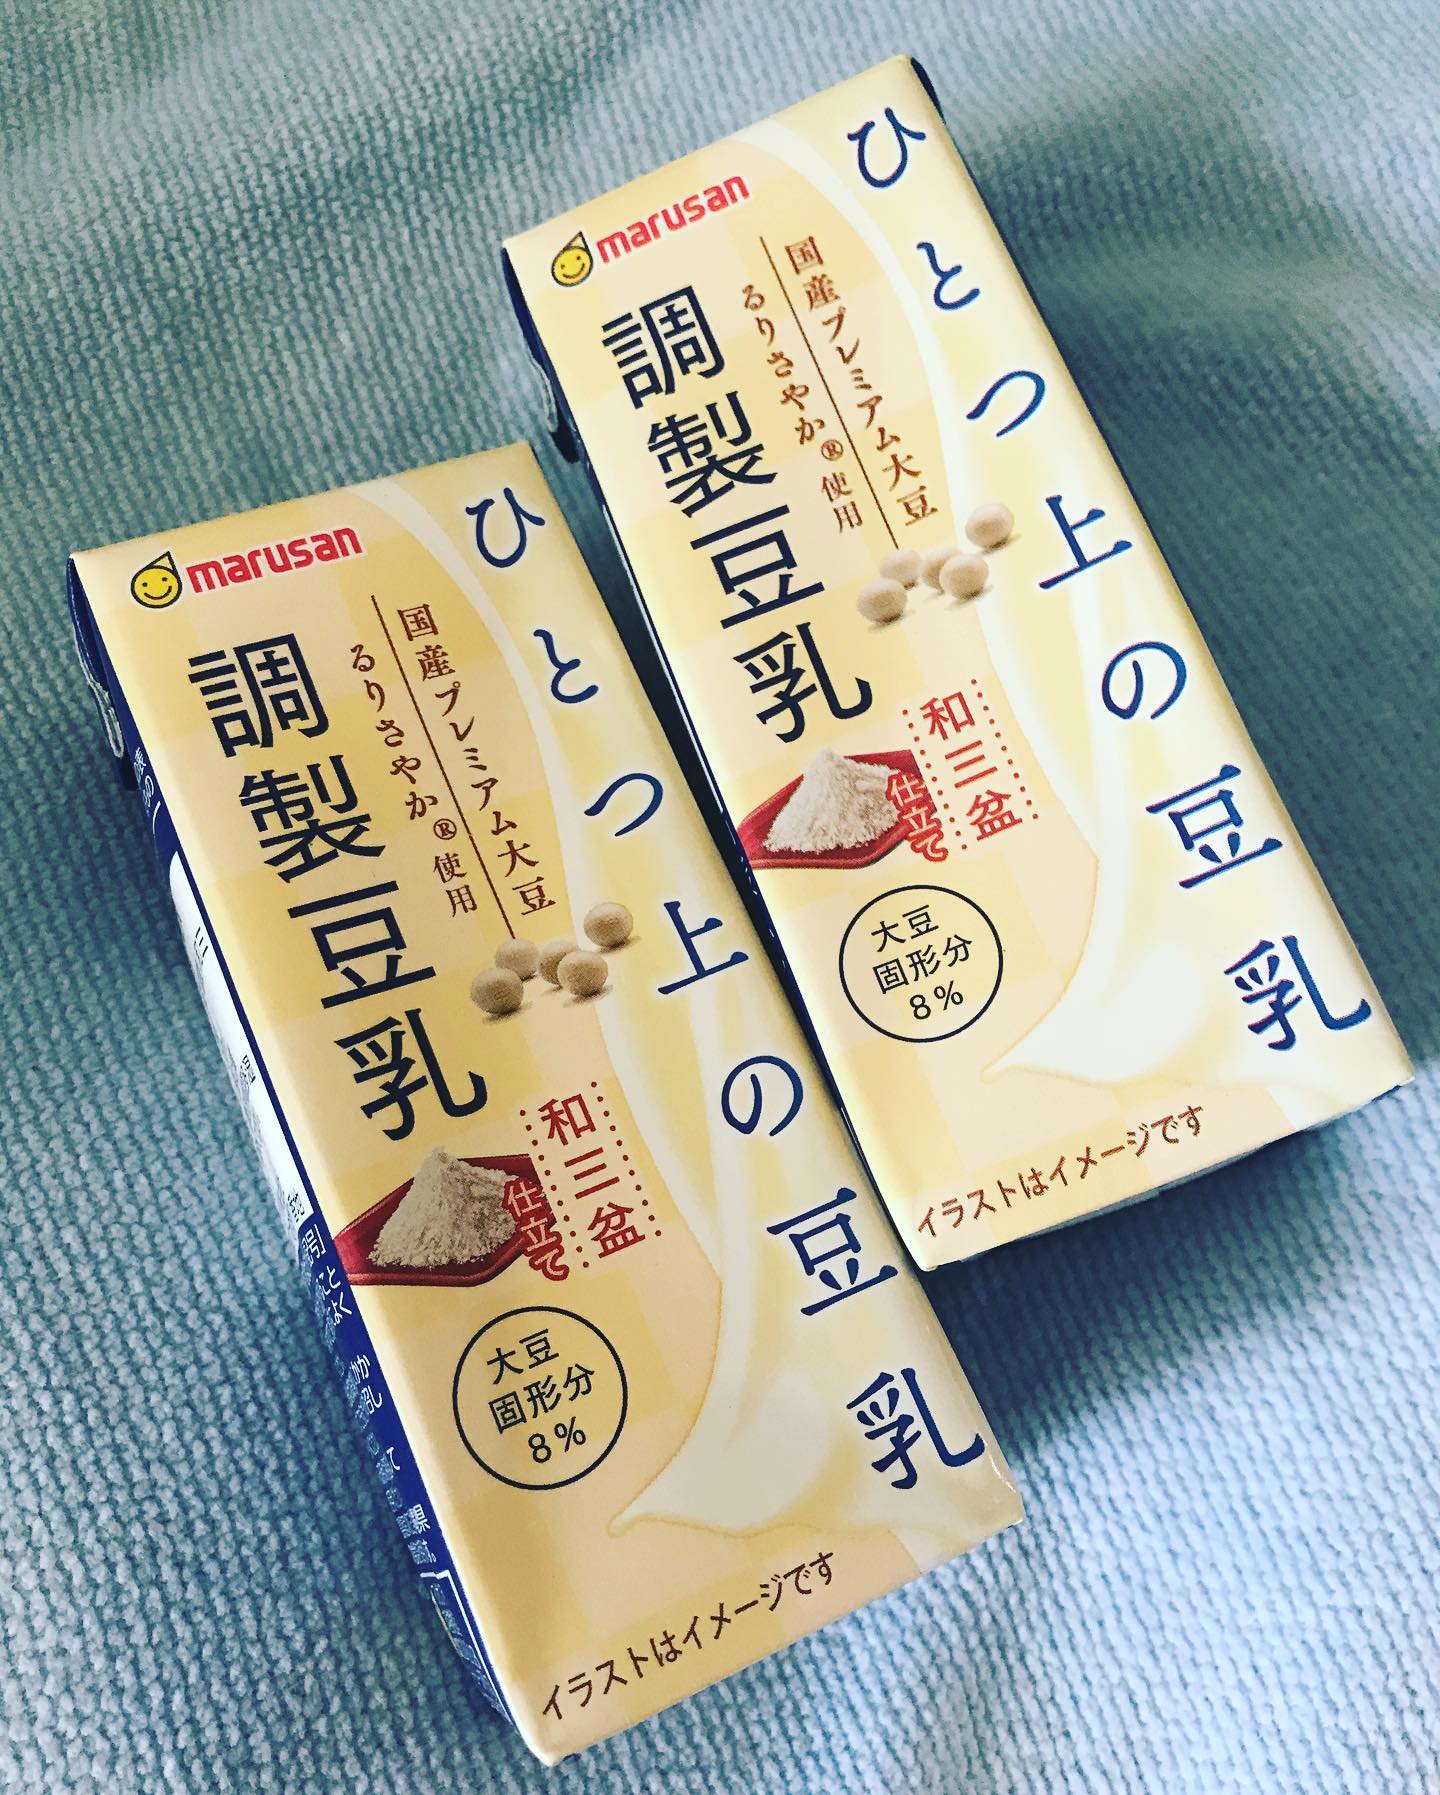 marusan
ひとつ上の豆乳
国産プレミアム大豆
るりさやか®使用
調製豆乳
和三盆
仕立て
大豆
固形分
8%
イラストはイメージです
marusan
ひとつ上の豆乳
国産プレミアム大豆
るりさやか®使用
調製豆乳
和三盆
仕立て
大豆
固形分
8%
イラストはイメージです